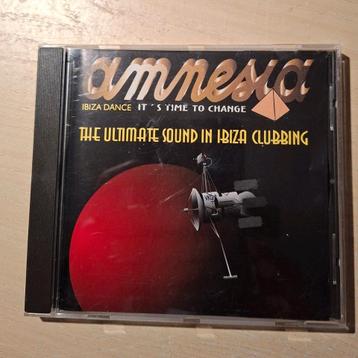 amnesia
IBIZA DANCE IT'S TIME TO CHANGE
THE ULTIMATE SOUND IN IBIZA CLUBBING